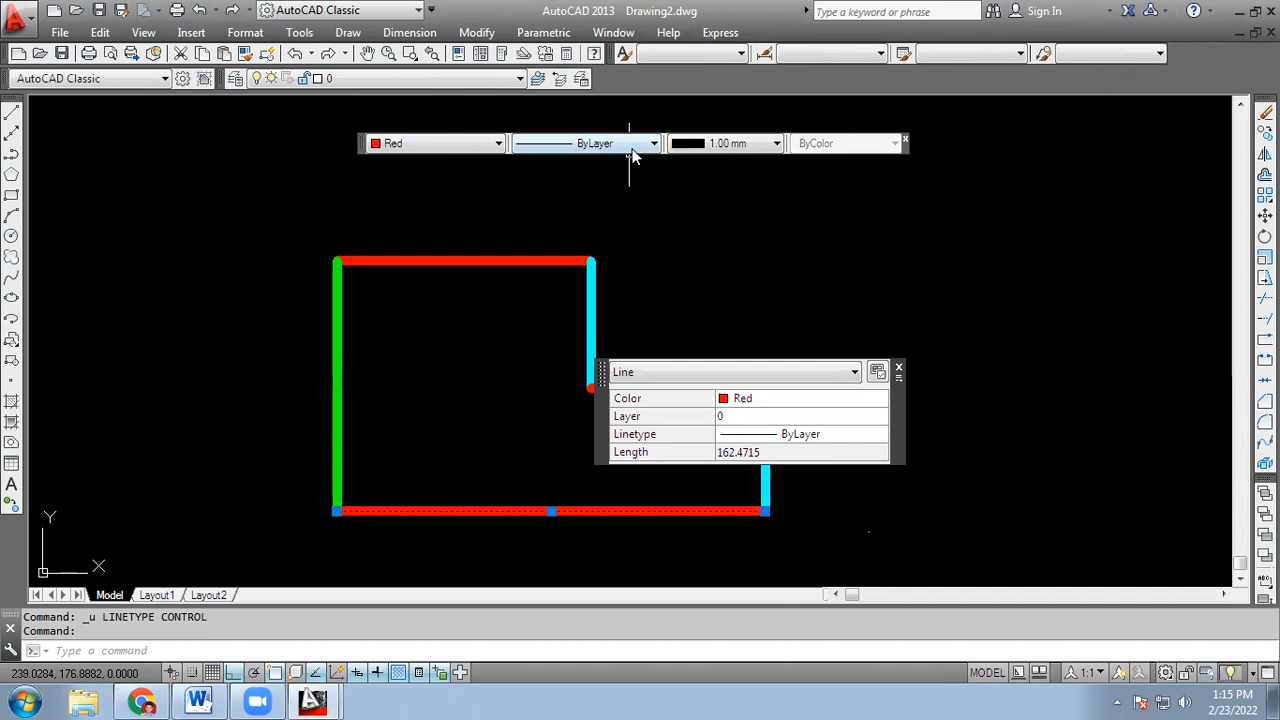 AutoCAD Classic
AutoCAD 2013 Drawing2.dwg
Type a keyword or phrase
Sign In
File Edit View Insert Format Tools Draw Dimension Modify Parametric Window Help Express
AutoCAD Classic
0
Red
ByLayer
1.00 mm
ByColor
Line
Color Red
Layer 0
Linetype ByLayer
Length 162.4715
Y
X
Model Layout1 Layout2
Command: _u LINETYPE CONTROL
Command:
Type a command
239.0284, 176.8882, 0.0000
MODEL
1:1
1:15 PM
2/23/2022